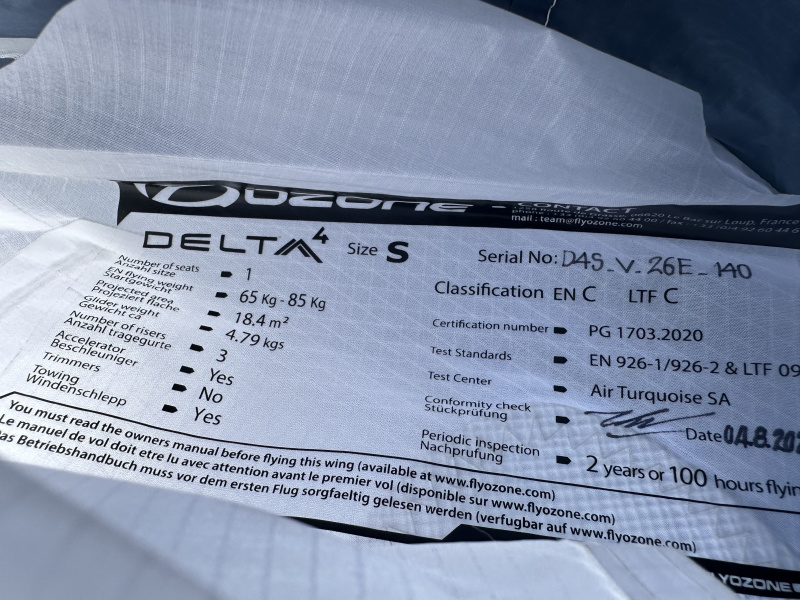 OZONE - CONTACT
mail : team@flyozone.com
DELTA 4 Size S
Serial No: D4S_V_26E_140
Classification EN C LTF C
Number of seats
Anzahl sitze 1
EN flying weight
Startgewicht 65 Kg - 85 Kg
Projected area
Projeziert fläche 18.4 m²
Glider weight
Gewicht ca 4.79 kgs
Number of risers
Anzahl tragegurte 3
Accelerator
Beschleuniger Yes
Trimmers No
Towing
Windenschlepp Yes
Certification number PG 1703.2020
Test Standards EN 926-1/926-2 & LTF 09
Test Center Air Turquoise SA
Conformity check
Stückprüfung
Date 04.8.202
Periodic inspection
Nachprüfung 2 years or 100 hours flyin
You must read the owners manual before flying this wing (available at www.flyozone.com)
Le manuel de vol doit etre lu avec attention avant le premier vol (disponible sur www.flyozone.com)
Das Betriebshandbuch muss vor dem ersten Flug sorgfaeltig gelesen werden (verfugbar auf www.flyozone.com)
LYOZONE